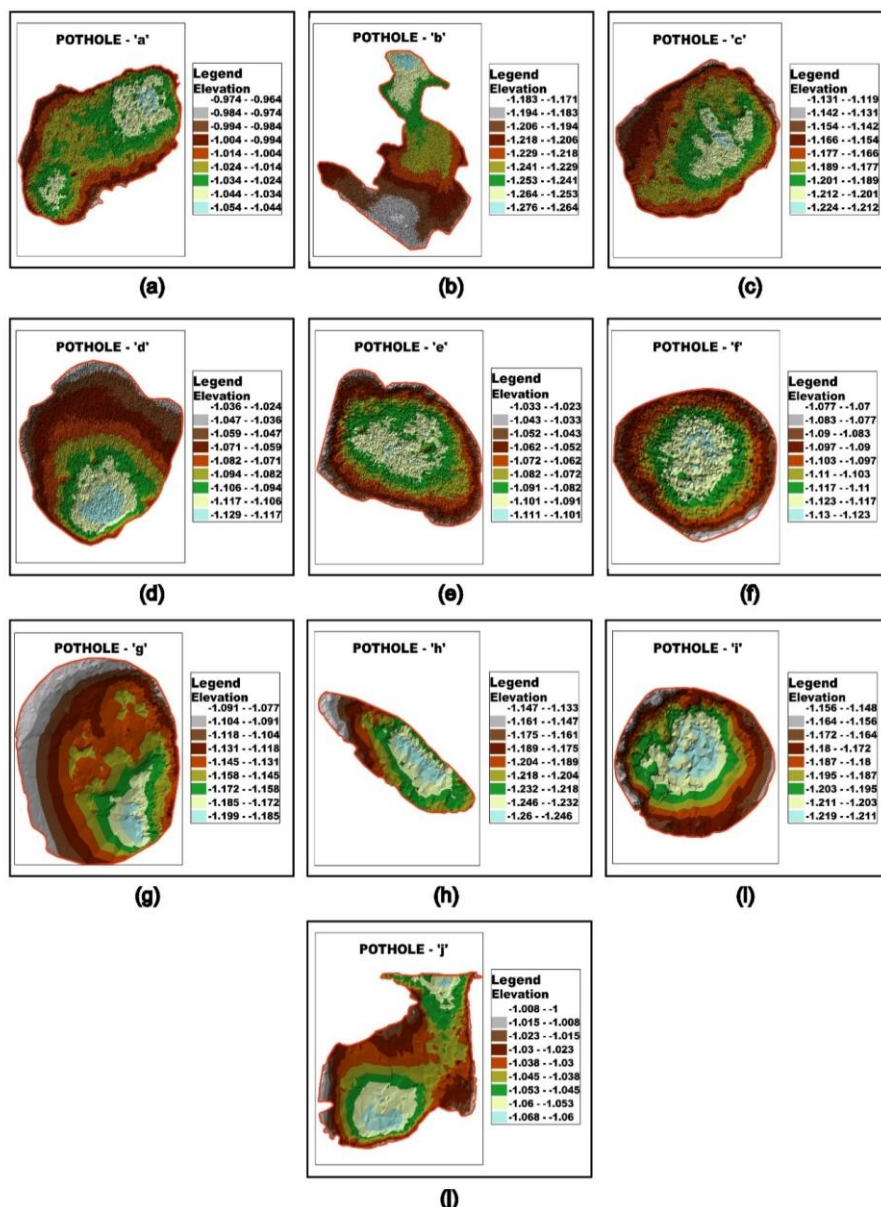 POTHOLE - 'a'
Legend
Elevation
-0.974 - -0.964
-0.984 - -0.974
-0.994 - -0.984
-1.004 - -0.994
-1.014 - -1.004
-1.024 - -1.014
-1.034 - -1.024
-1.044 - -1.034
-1.054 - -1.044
(a)
POTHOLE - 'b'
Legend
Elevation
-1.183 - -1.171
-1.194 - -1.183
-1.206 - -1.194
-1.218 - -1.206
-1.229 - -1.218
-1.241 - -1.229
-1.253 - -1.241
-1.264 - -1.253
-1.276 - -1.264
(b)
POTHOLE - 'c'
Legend
Elevation
-1.131 - -1.119
-1.142 - -1.131
-1.154 - -1.142
-1.166 - -1.154
-1.177 - -1.166
-1.189 - -1.177
-1.201 - -1.189
-1.212 - -1.201
-1.224 - -1.212
(c)
POTHOLE - 'd'
Legend
Elevation
-1.036 - -1.024
-1.047 - -1.036
-1.059 - -1.047
-1.071 - -1.059
-1.082 - -1.071
-1.094 - -1.082
-1.106 - -1.094
-1.117 - -1.106
-1.129 - -1.117
(d)
POTHOLE - 'e'
Legend
Elevation
-1.033 - -1.023
-1.043 - -1.033
-1.052 - -1.043
-1.062 - -1.052
-1.072 - -1.062
-1.082 - -1.072
-1.091 - -1.082
-1.101 - -1.091
-1.111 - -1.101
(e)
POTHOLE - 'f'
Legend
Elevation
-1.077 - -1.07
-1.083 - -1.077
-1.09 - -1.083
-1.097 - -1.09
-1.103 - -1.097
-1.11 - -1.103
-1.117 - -1.11
-1.123 - -1.117
-1.13 - -1.123
(f)
POTHOLE - 'g'
Legend
Elevation
-1.091 - -1.077
-1.104 - -1.091
-1.118 - -1.104
-1.131 - -1.118
-1.145 - -1.131
-1.158 - -1.145
-1.172 - -1.158
-1.185 - -1.172
-1.199 - -1.185
(g)
POTHOLE - 'h'
Legend
Elevation
-1.147 - -1.133
-1.161 - -1.147
-1.175 - -1.161
-1.189 - -1.175
-1.204 - -1.189
-1.218 - -1.204
-1.232 - -1.218
-1.246 - -1.232
-1.26 - -1.246
(h)
POTHOLE - 'i'
Legend
Elevation
-1.156 - -1.148
-1.164 - -1.156
-1.172 - -1.164
-1.18 - -1.172
-1.187 - -1.18
-1.195 - -1.187
-1.203 - -1.195
-1.211 - -1.203
-1.219 - -1.211
(i)
POTHOLE - 'j'
Legend
Elevation
-1.008 - -1
-1.015 - -1.008
-1.023 - -1.015
-1.03 - -1.023
-1.038 - -1.03
-1.045 - -1.038
-1.053 - -1.045
-1.06 - -1.053
-1.068 - -1.06
(j)